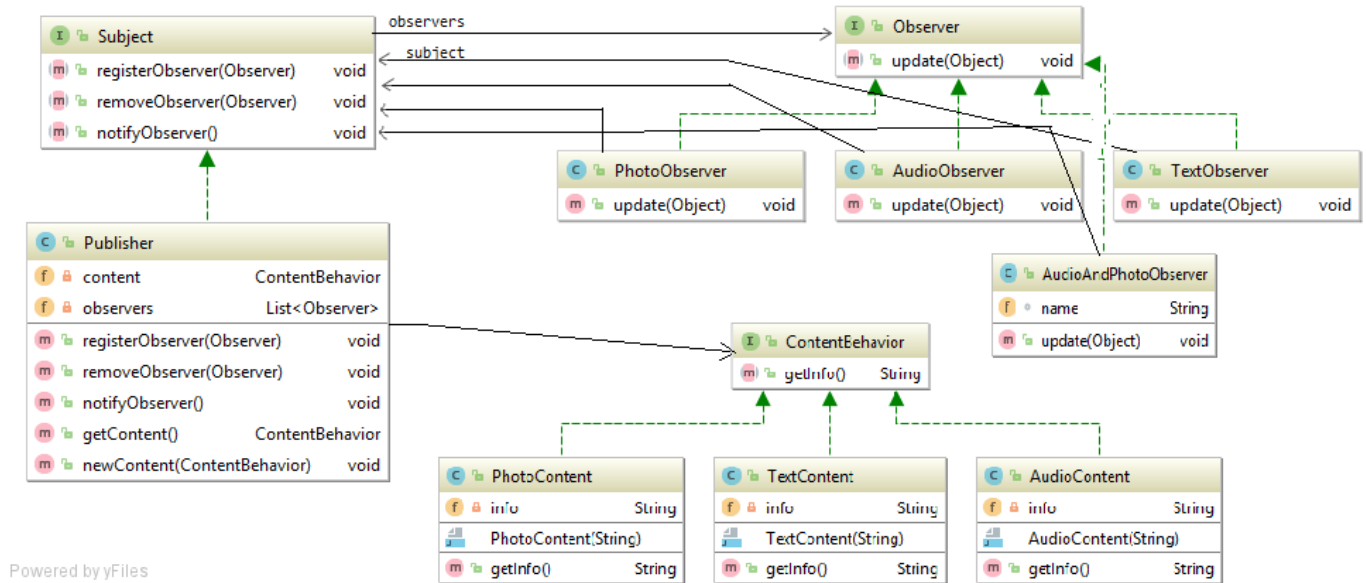 Subject
registerObserver(Observer) void
removeObserver(Observer) void
notifyObserver() void
observers
subject
Observer
update(Object) void
PhotoObserver
update(Object) void
AudioObserver
update(Object) void
TextObserver
update(Object) void
Publisher
content ContentBehavior
observers List<Observer>
registerObserver(Observer) void
removeObserver(Observer) void
notifyObserver() void
getContent() ContentBehavior
newContent(ContentBehavior) void
AudioAndPhotoObserver
name String
update(Object) void
ContentBehavior
getInfo() String
PhotoContent
info String
PhotoContent(String)
getInfo() String
TextContent
info String
TextContent(String)
getInfo() String
AudioContent
info String
AudioContent(String)
getInfo() String
Powered by yFiles